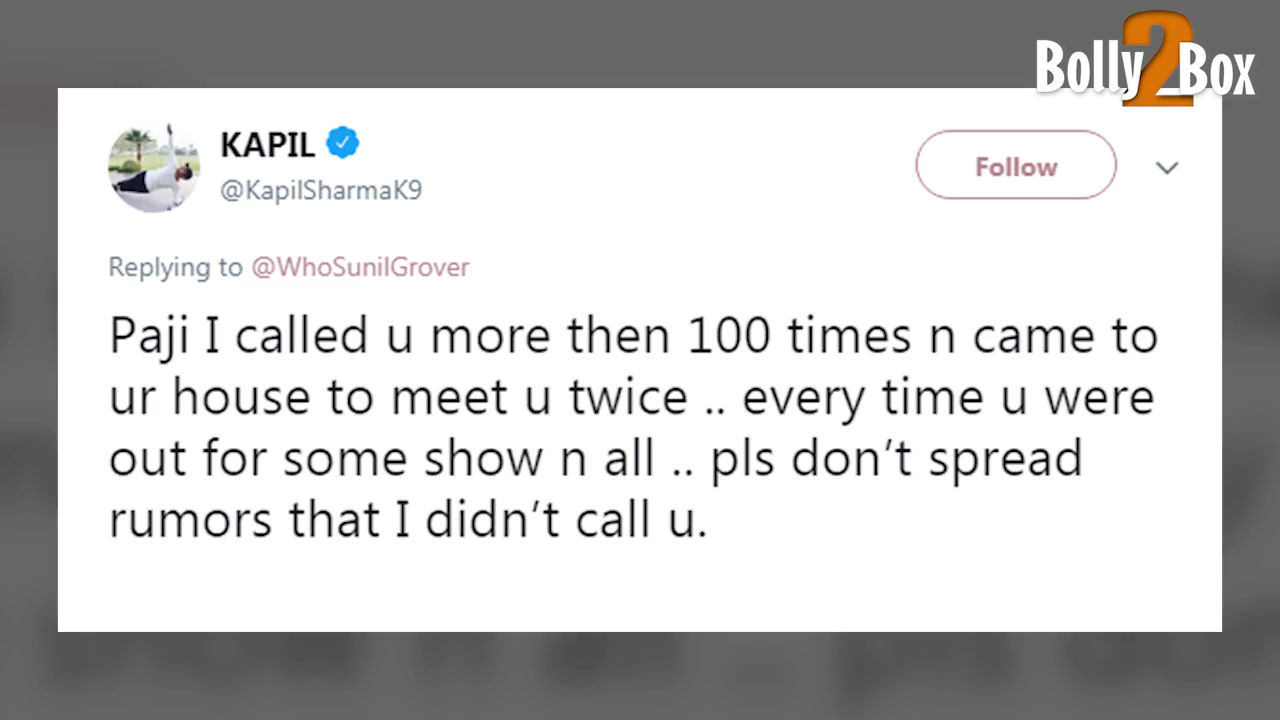 Bolly2Box
KAPIL
@KapilSharmaK9
Follow
Replying to @WhoSunilGrover
Paji I called u more then 100 times n came to
ur house to meet u twice .. every time u were
out for some show n all .. pls don’t spread
rumors that I didn’t call u.